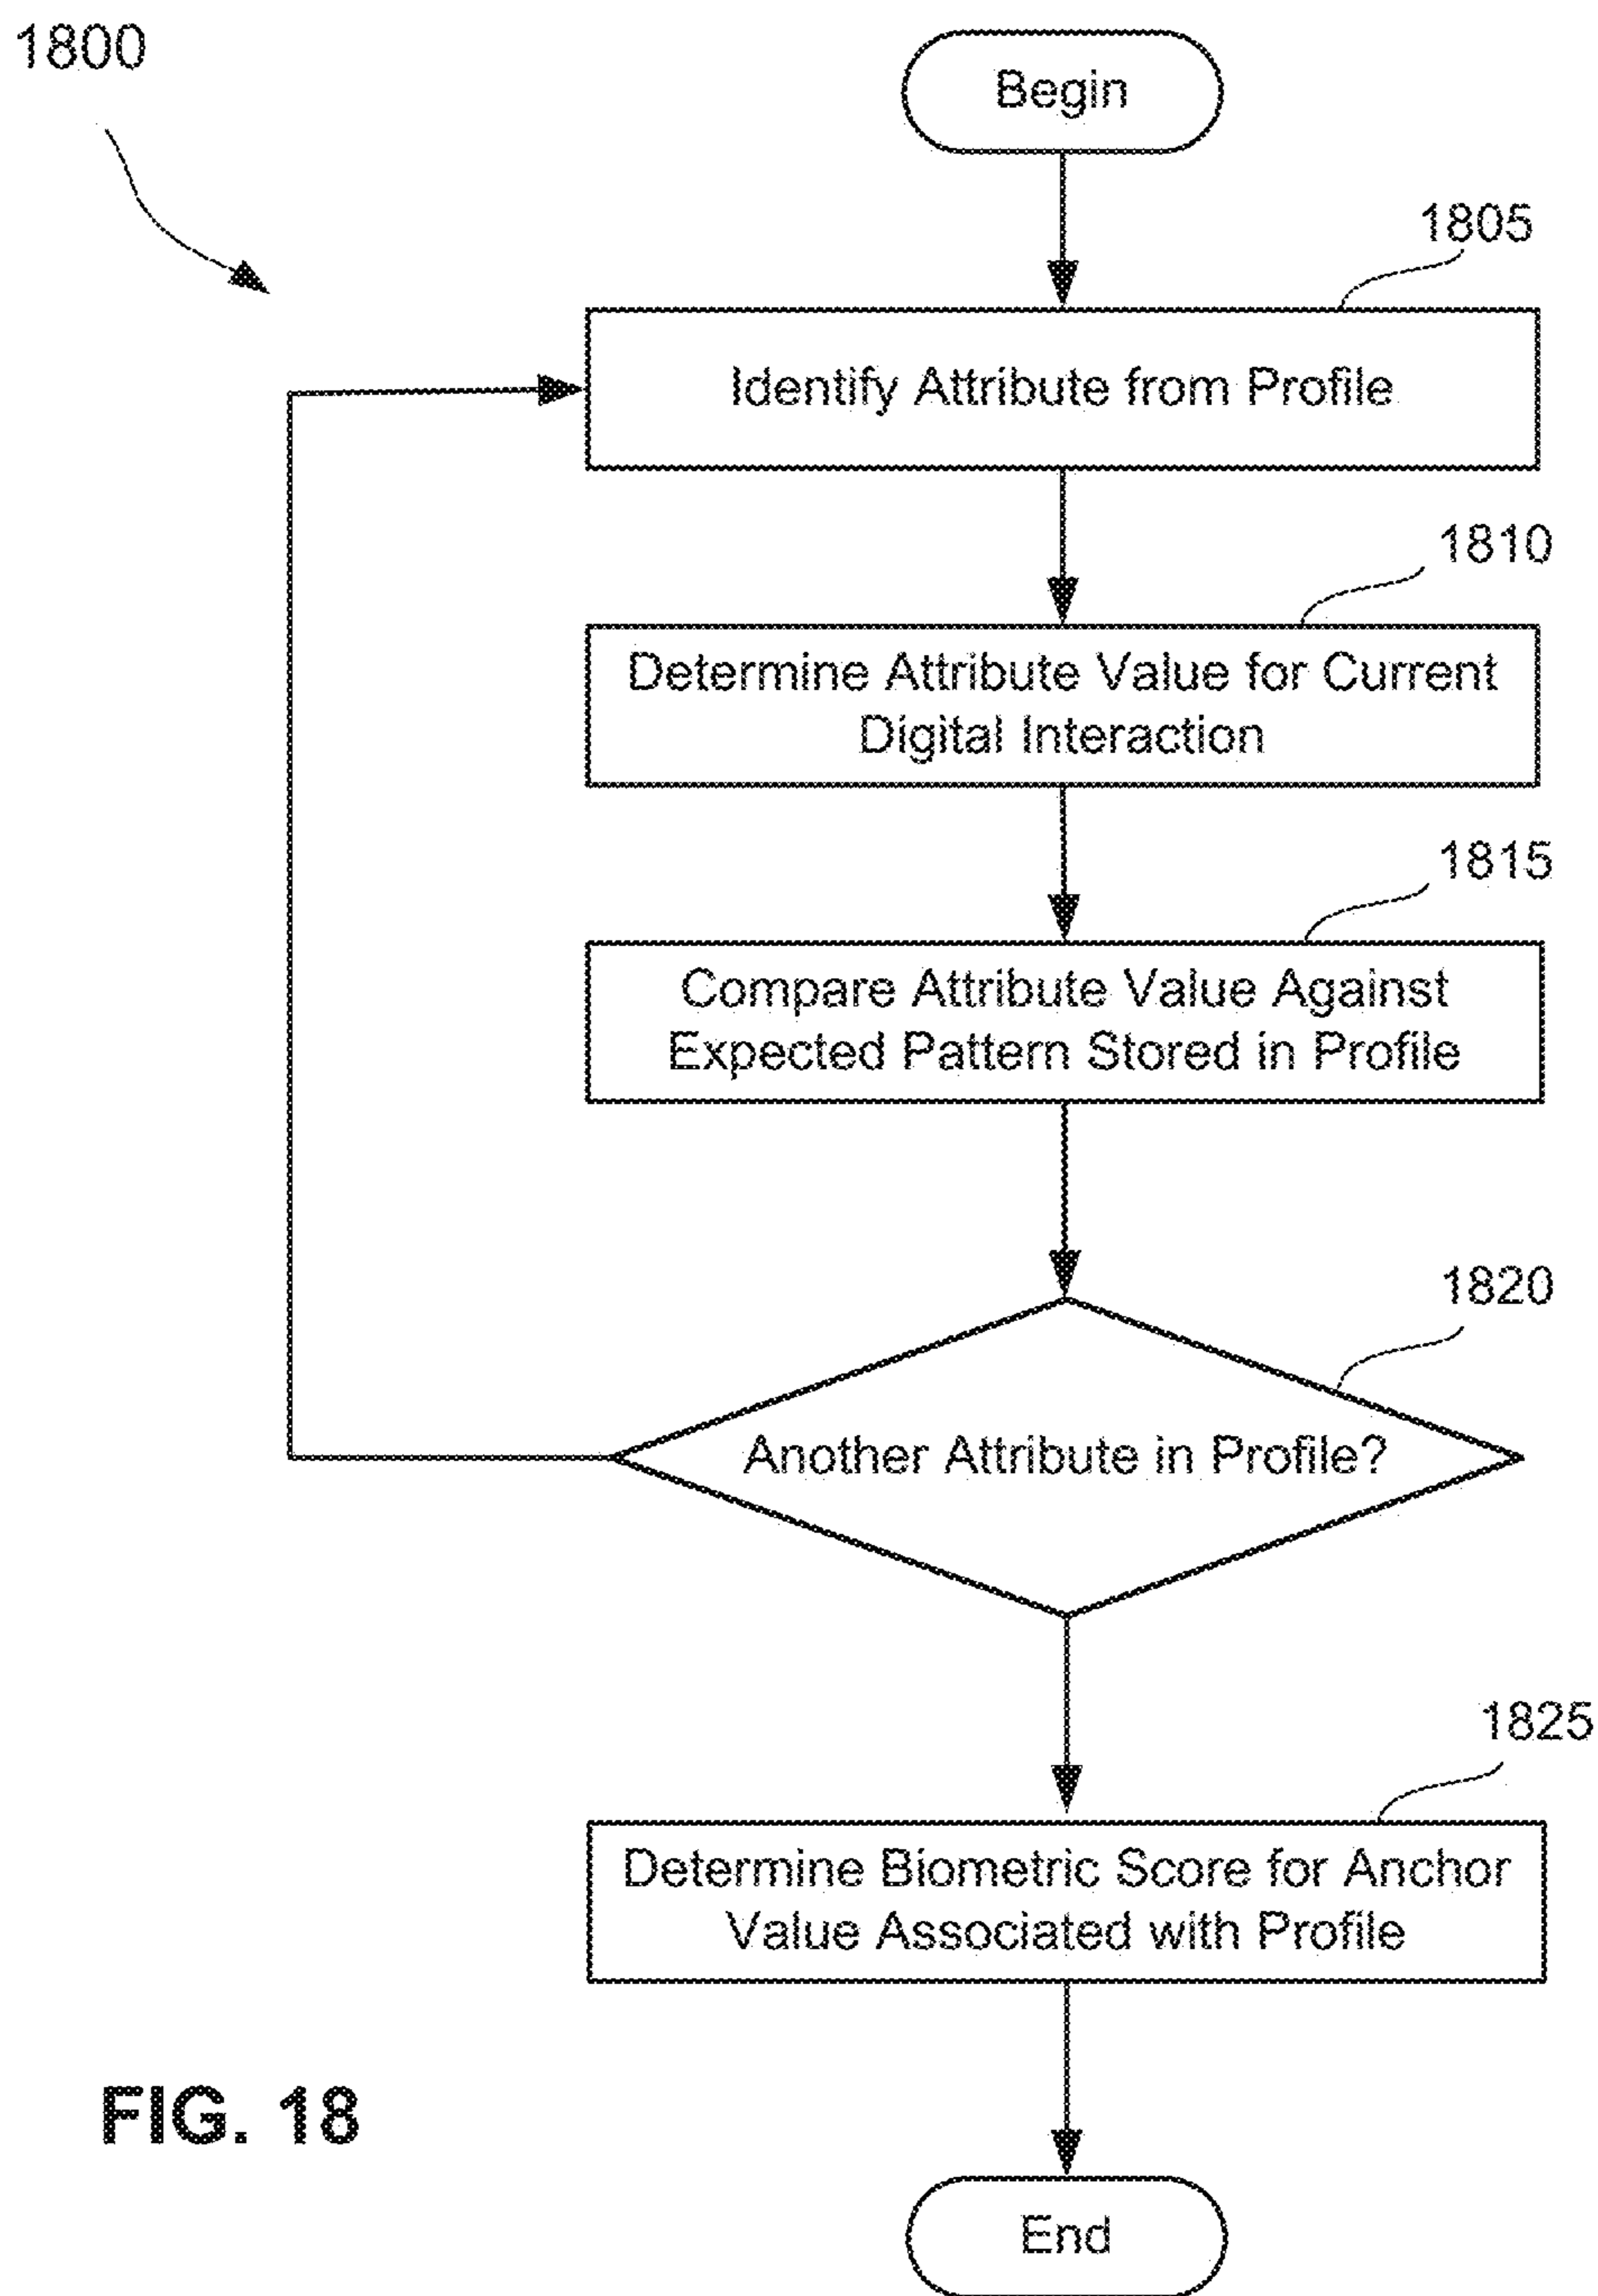 1800
Begin
1805
Identify Attribute from Profile
1810
Determine Attribute Value for Current
Digital Interaction
1815
Compare Attribute Value Against
Expected Pattern Stored in Profile
1820
Another Attribute in Profile?
1825
Determine Biometric Score for Anchor
Value Associated with Profile
FIG. 18
End